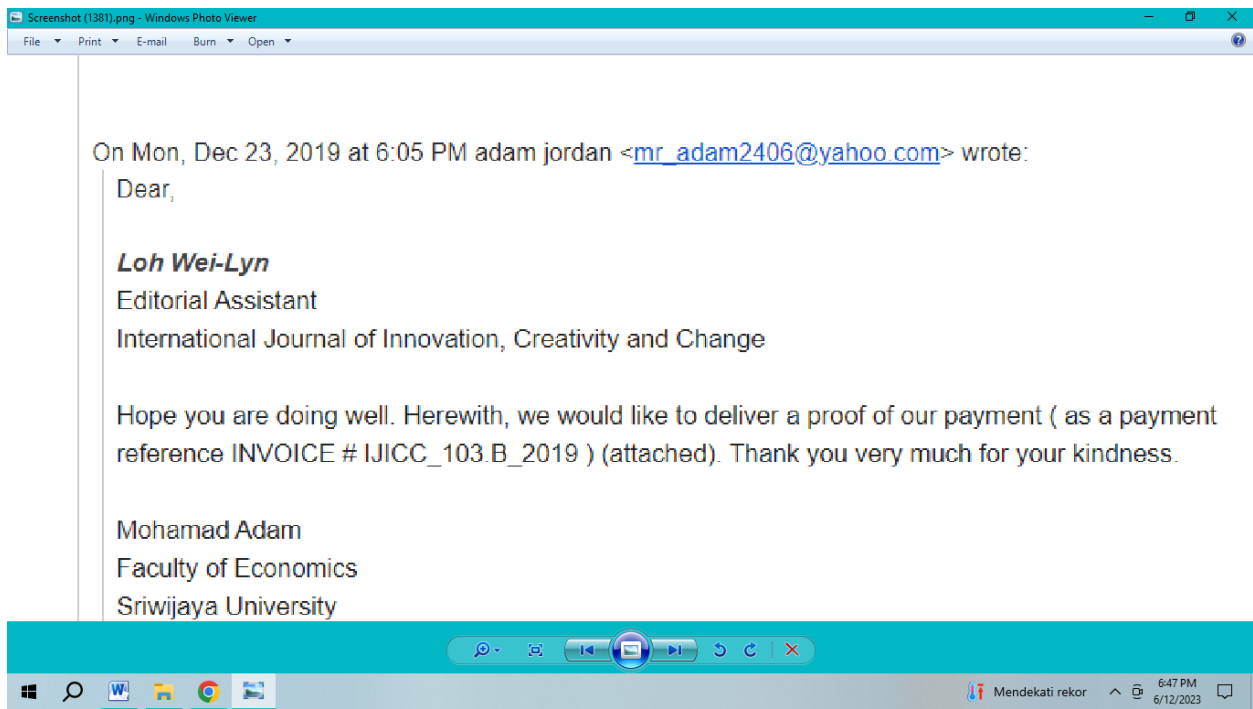 Screenshot (1381).png - Windows Photo Viewer
File Print E-mail Burn Open
On Mon, Dec 23, 2019 at 6:05 PM adam jordan <mr_adam2406@yahoo.com> wrote:
Dear,
Loh Wei-Lyn
Editorial Assistant
International Journal of Innovation, Creativity and Change
Hope you are doing well. Herewith, we would like to deliver a proof of our payment ( as a payment
reference INVOICE # IJICC_103.B_2019 ) (attached). Thank you very much for your kindness.
Mohamad Adam
Faculty of Economics
Sriwijaya University
Mendekati rekor
6:47 PM
6/12/2023